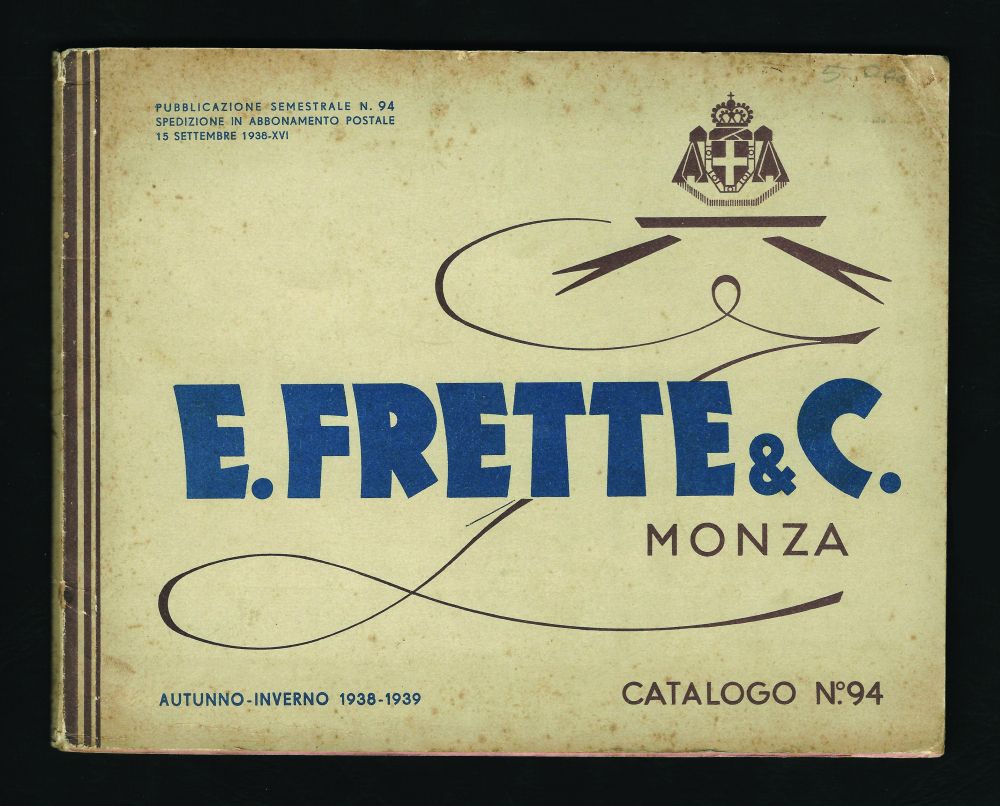 PUBBLICAZIONE SEMESTRALE N. 94
SPEDIZIONE IN ABBONAMENTO POSTALE
15 SETTEMBRE 1938-XVI
E. FRETTE & C.
MONZA
AUTUNNO-INVERNO 1938-1939
CATALOGO Nº. 94